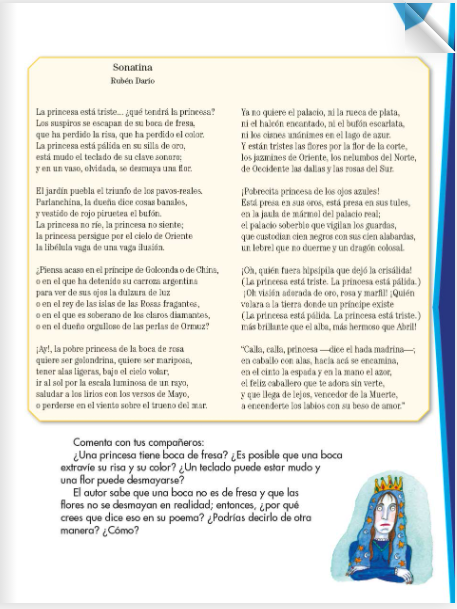 Sonatina
Rubén Darío
La princesa está triste... ¿qué tendrá la princesa?
Los suspiros se escapan de su boca de fresa,
que ha perdido la risa, que ha perdido el color.
La princesa está pálida en su silla de oro,
está mudo el teclado de su clave sonoro;
y en un vaso, olvidada, se desmaya una flor.
El jardín puebla el triunfo de los pavos-reales.
Parlanchina, la dueña dice cosas banales,
y vestido de rojo piruetea el bufón.
La princesa no ríe, la princesa no siente;
la princesa persigue por el cielo de Oriente
la libélula vaga de una vaga ilusión.
¿Piensa acaso en el príncipe de Golconda o de China,
o en el que ha detenido su carroza argentina
para ver de sus ojos la dulzura de luz
o en el rey de las islas de las Rosas fragantes,
o en el que es soberano de los claros diamantes,
o en el dueño orgulloso de las perlas de Ormuz?
¡Ay!, la pobre princesa de la boca de rosa
quiere ser golondrina, quiere ser mariposa,
tener alas ligeras, bajo el cielo volar,
ir al sol por la escala luminosa de un rayo,
saludar a los lirios con los versos de Mayo,
o perderse en el viento sobre el trueno del mar.
Ya no quiere el palacio, ni la rueca de plata,
ni el halcón encantado, ni el bufón escarlata,
ni los cisnes unánimes en el lago de azur.
Y están tristes las flores por la flor de la corte,
los jazmines de Oriente, los nelumbos del Norte,
de Occidente las dalias y las rosas del Sur.
¡Pobrecita princesa de los ojos azules!
Está presa en sus oros, está presa en sus tules,
en la jaula de mármol del palacio real;
el palacio soberbio que vigilan los guardas,
que custodian cien negros con sus cien alabardas,
un lebrel que no duerme y un dragón colosal.
¡Oh, quién fuera hipsipila que dejó la crisálida!
(La princesa está triste. La princesa está pálida.)
¡Oh visión adorada de oro, rosa y marfil! ¡Quién
volara a la tierra donde un príncipe existe
(La princesa está pálida. La princesa está triste.)
más brillante que el alba, más hermoso que Abril!
"Calla, calla, princesa —dice el hada madrina—;
en caballo con alas, hacia acá se encamina,
en el cinto la espada y en la mano el azor,
el feliz caballero que te adora sin verte,
y que llega de lejos, vencedor de la Muerte,
a encenderte los labios con su beso de amor."
Comenta con tus compañeros:
¿Una princesa tiene boca de fresa? ¿Es posible que una boca
extravíe su risa y su color? ¿Un teclado puede estar mudo y
una flor puede desmayarse?
El autor sabe que una boca no es de fresa y que las
flores no se desmayan en realidad; entonces, ¿por qué
crees que dice eso en su poema? ¿Podrías decirlo de otra
manera? ¿Cómo?